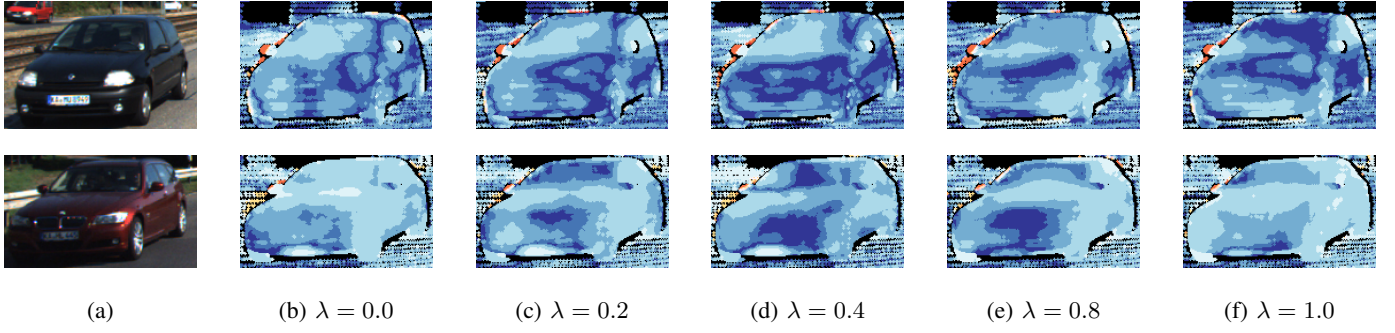 (a)
(b) λ = 0.0
(c) λ = 0.2
(d) λ = 0.4
(e) λ = 0.8
(f) λ = 1.0